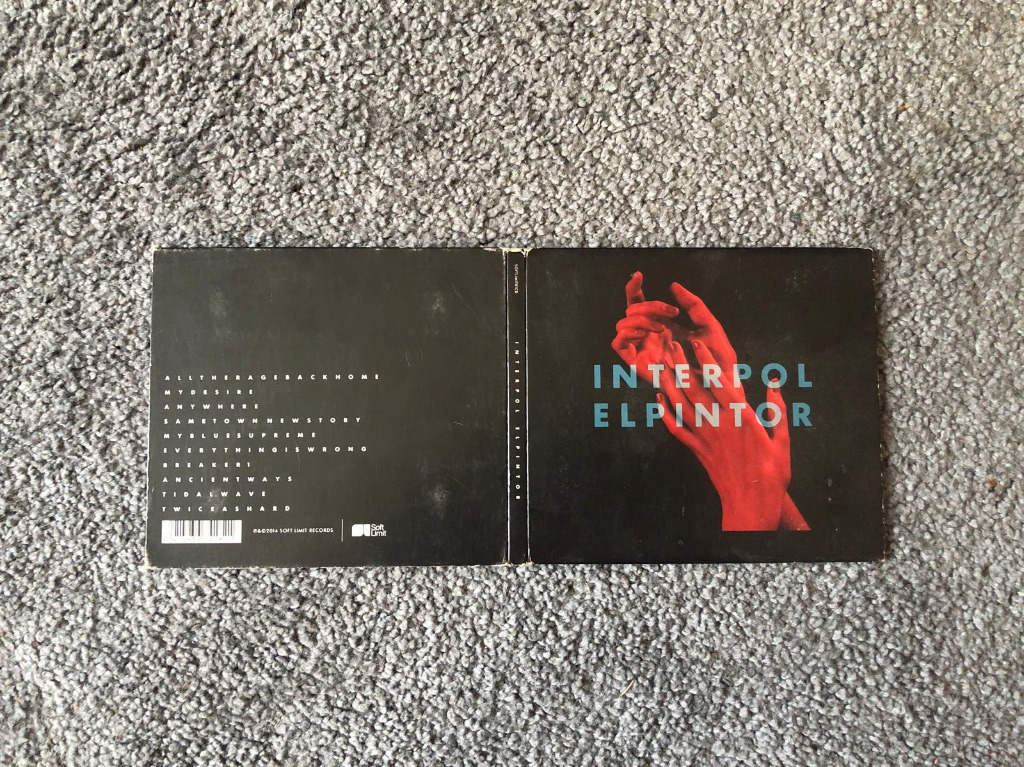 ALLTHERAGEBACKHOME
MYDESIRE
ANYWHERE
SAMETOWNNEWSTORY
MYBLUESUPREME
EVERYTHINGISWRONG
BREAKER1
ANCIENTWAYS
TIDALWAVE
TWICEASHARD
℗&©2014 SOFT LIMIT RECORDS
Soft
Limit
INTERPOL ELPINTOR
INTERPOL
ELPINTOR